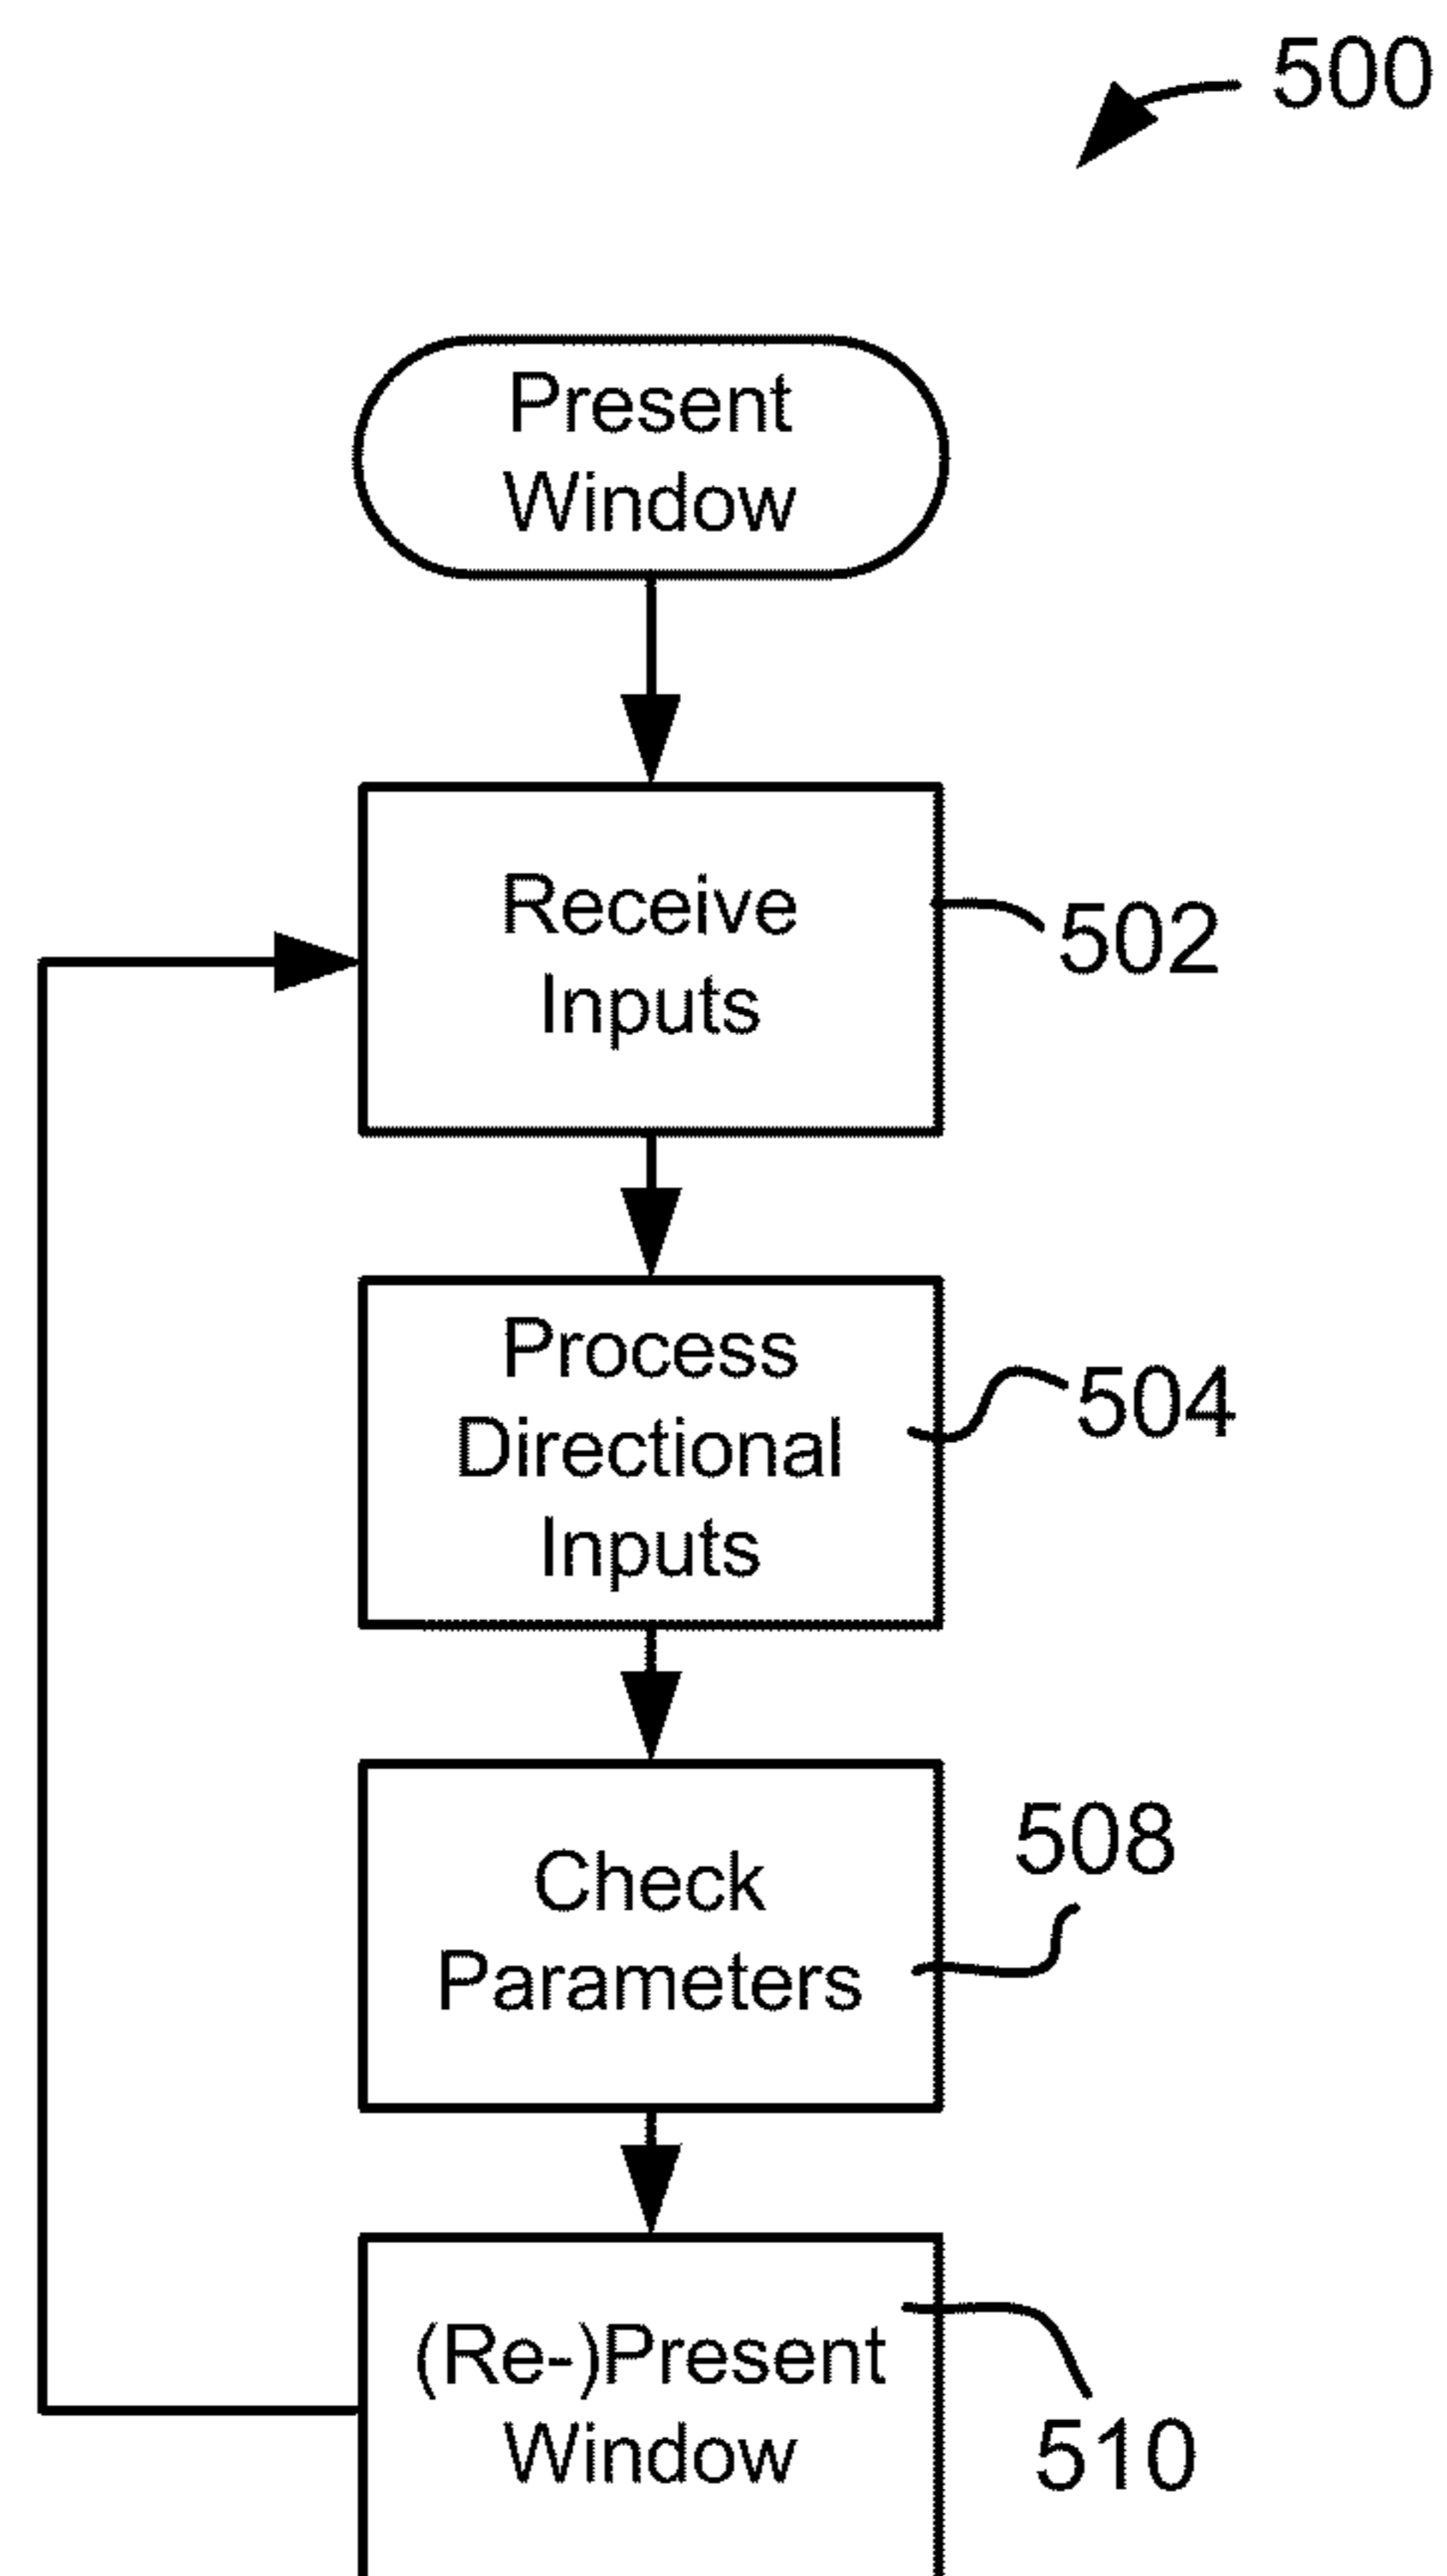 500
Present
Window
Receive
Inputs
502
Process
Directional
Inputs
504
Check
Parameters
508
(Re-)Present
Window
510